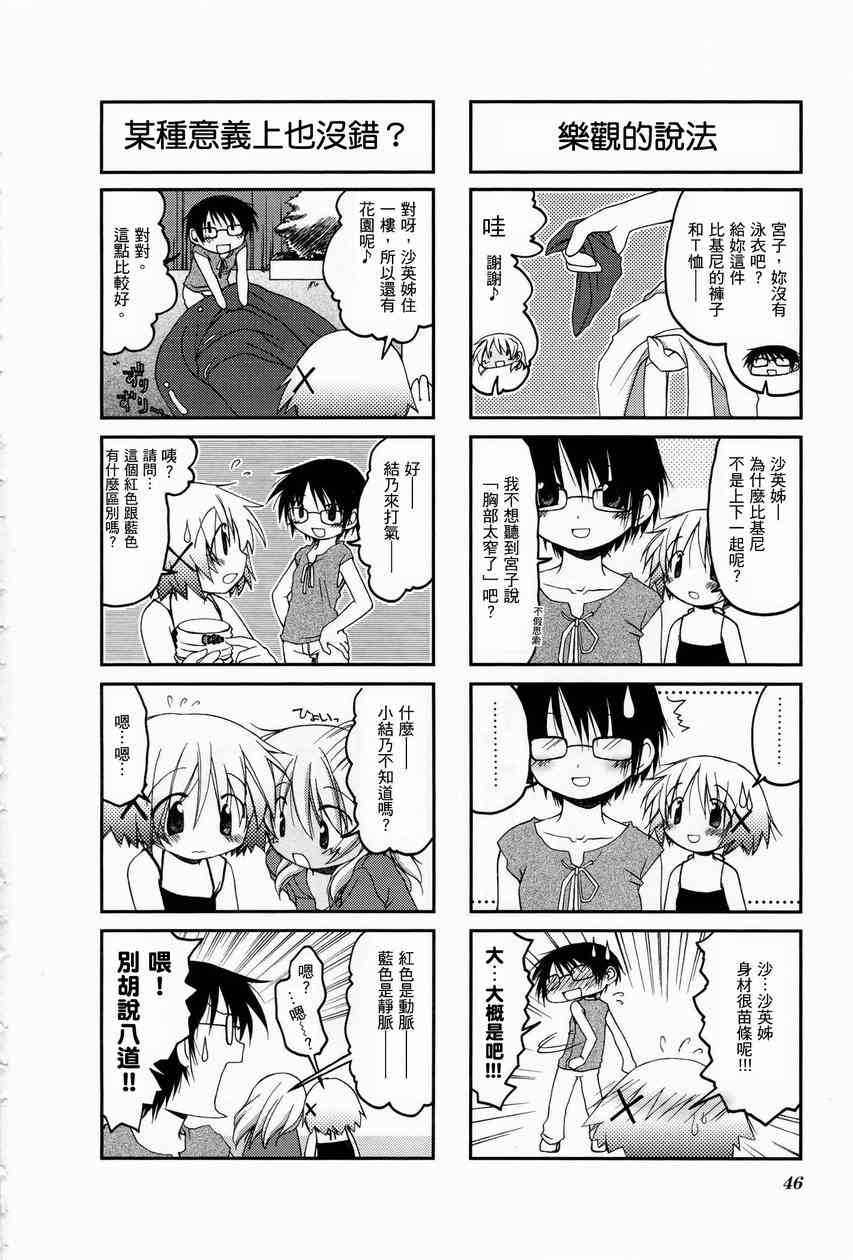 樂觀的說法
宮子，妳沒有
泳衣吧？
給妳這件
比基尼的褲子
和T恤——
哇
謝謝♪
沙英姊——
為什麼比基尼
不是上下一起呢？
我不想聽到宮子說
「胸部太窄了」吧？
不假思索
………
………
沙…沙英姊
身材很苗條呢!!!
大…大概是吧!!!
某種意義上也沒錯？
對呀，沙英姊住
一樓，所以還有
花園呢♪
對對。
這點比較好。
ずりずり
好——
結乃來打氣——
咦？
請問…
這個紅色跟藍色
有什麼區別嗎？
什麼——
小結乃不知道嗎？
ひょいっ
嗯…嗯…
紅色是動脈——
藍色是靜脈——
嗯？
…嗯～？
喂！
別胡說八道!!
46